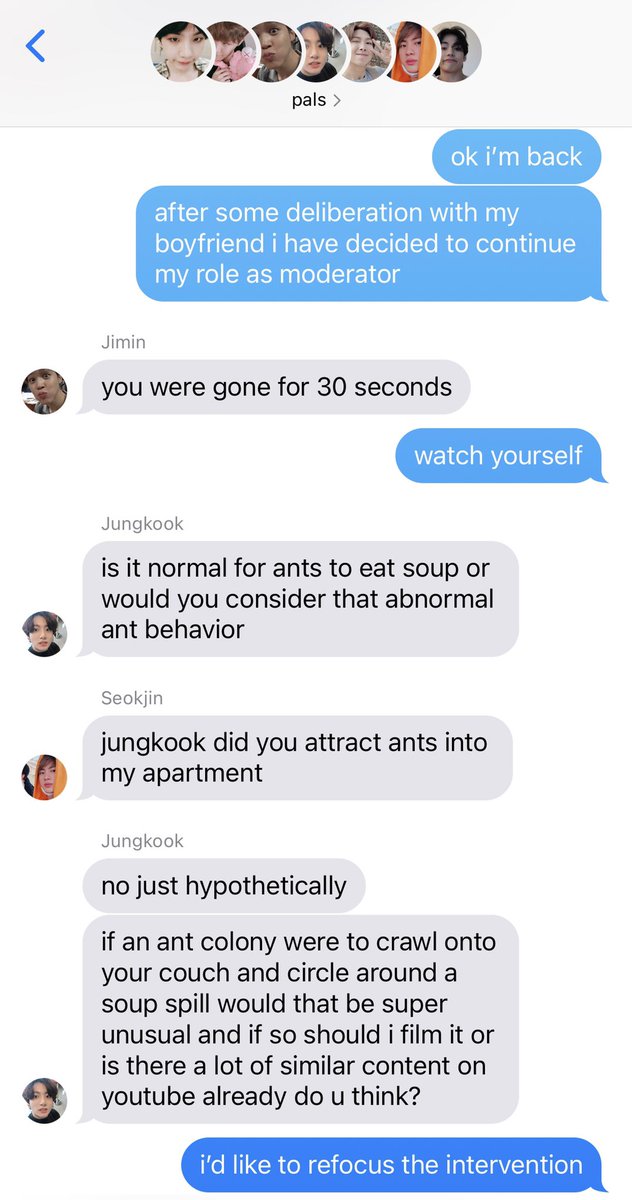 pals
ok i’m back
after some deliberation with my
boyfriend i have decided to continue
my role as moderator
Jimin
you were gone for 30 seconds
watch yourself
Jungkook
is it normal for ants to eat soup or
would you consider that abnormal
ant behavior
Seokjin
jungkook did you attract ants into
my apartment
Jungkook
no just hypothetically
if an ant colony were to crawl onto
your couch and circle around a
soup spill would that be super
unusual and if so should i film it or
is there a lot of similar content on
youtube already do u think?
i’d like to refocus the intervention